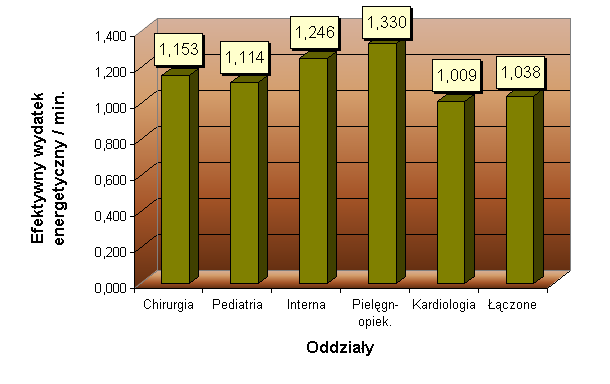 Efektywny wydatek
energetyczny / min.
1,400
1,200
1,000
0,800
0,600
0,400
0,200
0,000
1,153
1,114
1,246
1,330
1,009
1,038
Chirurgia
Pediatria
Interna
Pielęgn-
opiek.
Kardiologia
Łączone
Oddziały